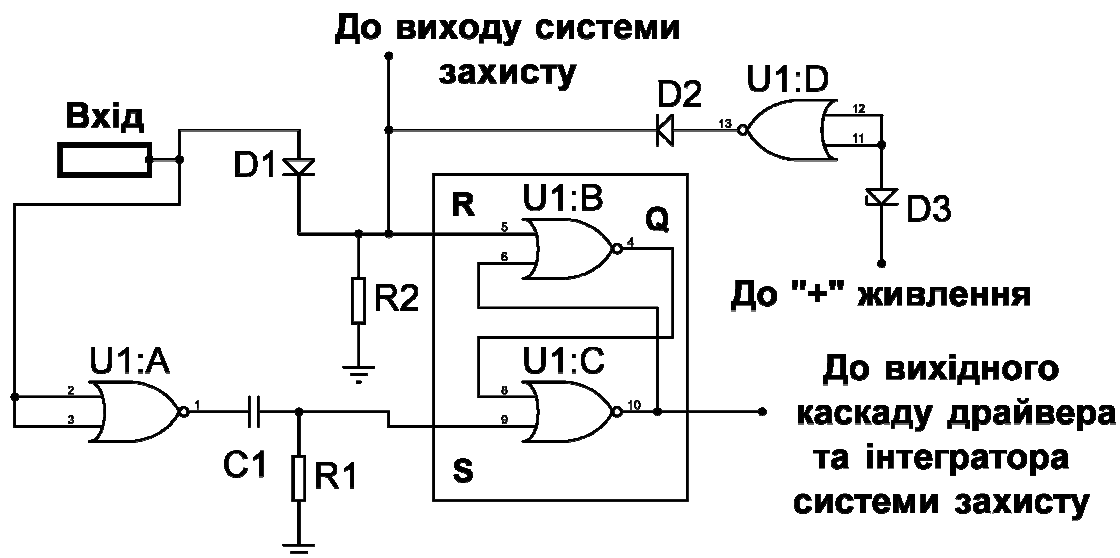 До виходу системи
захисту
U1:D
D2
Вхід
13
12
11
D1
D3
R
U1:B
Q
5
6
4
До "+" живлення
R2
U1:A
U1:C
До вихідного
каскаду драйвера
та інтегратора
системи захисту
2
3
1
8
9
10
C1
R1
S